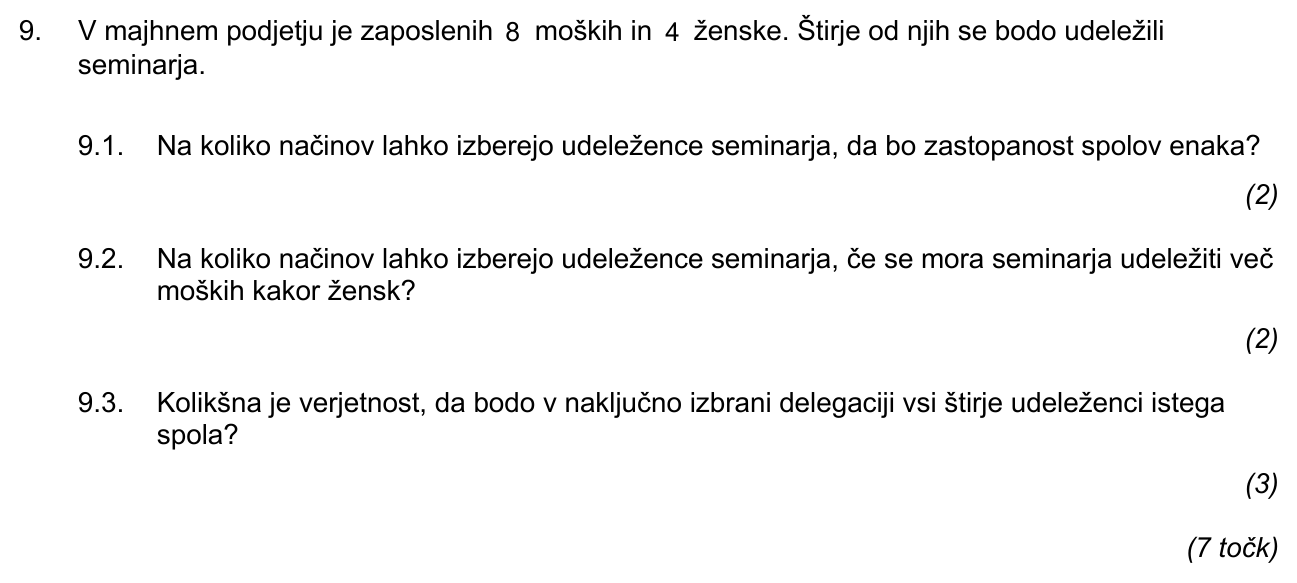 9. V majhnem podjetju je zaposlenih 8 moških in 4 ženske. Štirje od njih se bodo udeležili
seminarja.
9.1. Na koliko načinov lahko izberejo udeležence seminarja, da bo zastopanost spolov enaka?
(2)
9.2. Na koliko načinov lahko izberejo udeležence seminarja, če se mora seminarja udeležiti več
moških kakor žensk?
(2)
9.3. Kolikšna je verjetnost, da bodo v naključno izbrani delegaciji vsi štirje udeleženci istega
spola?
(3)
(7 točk)